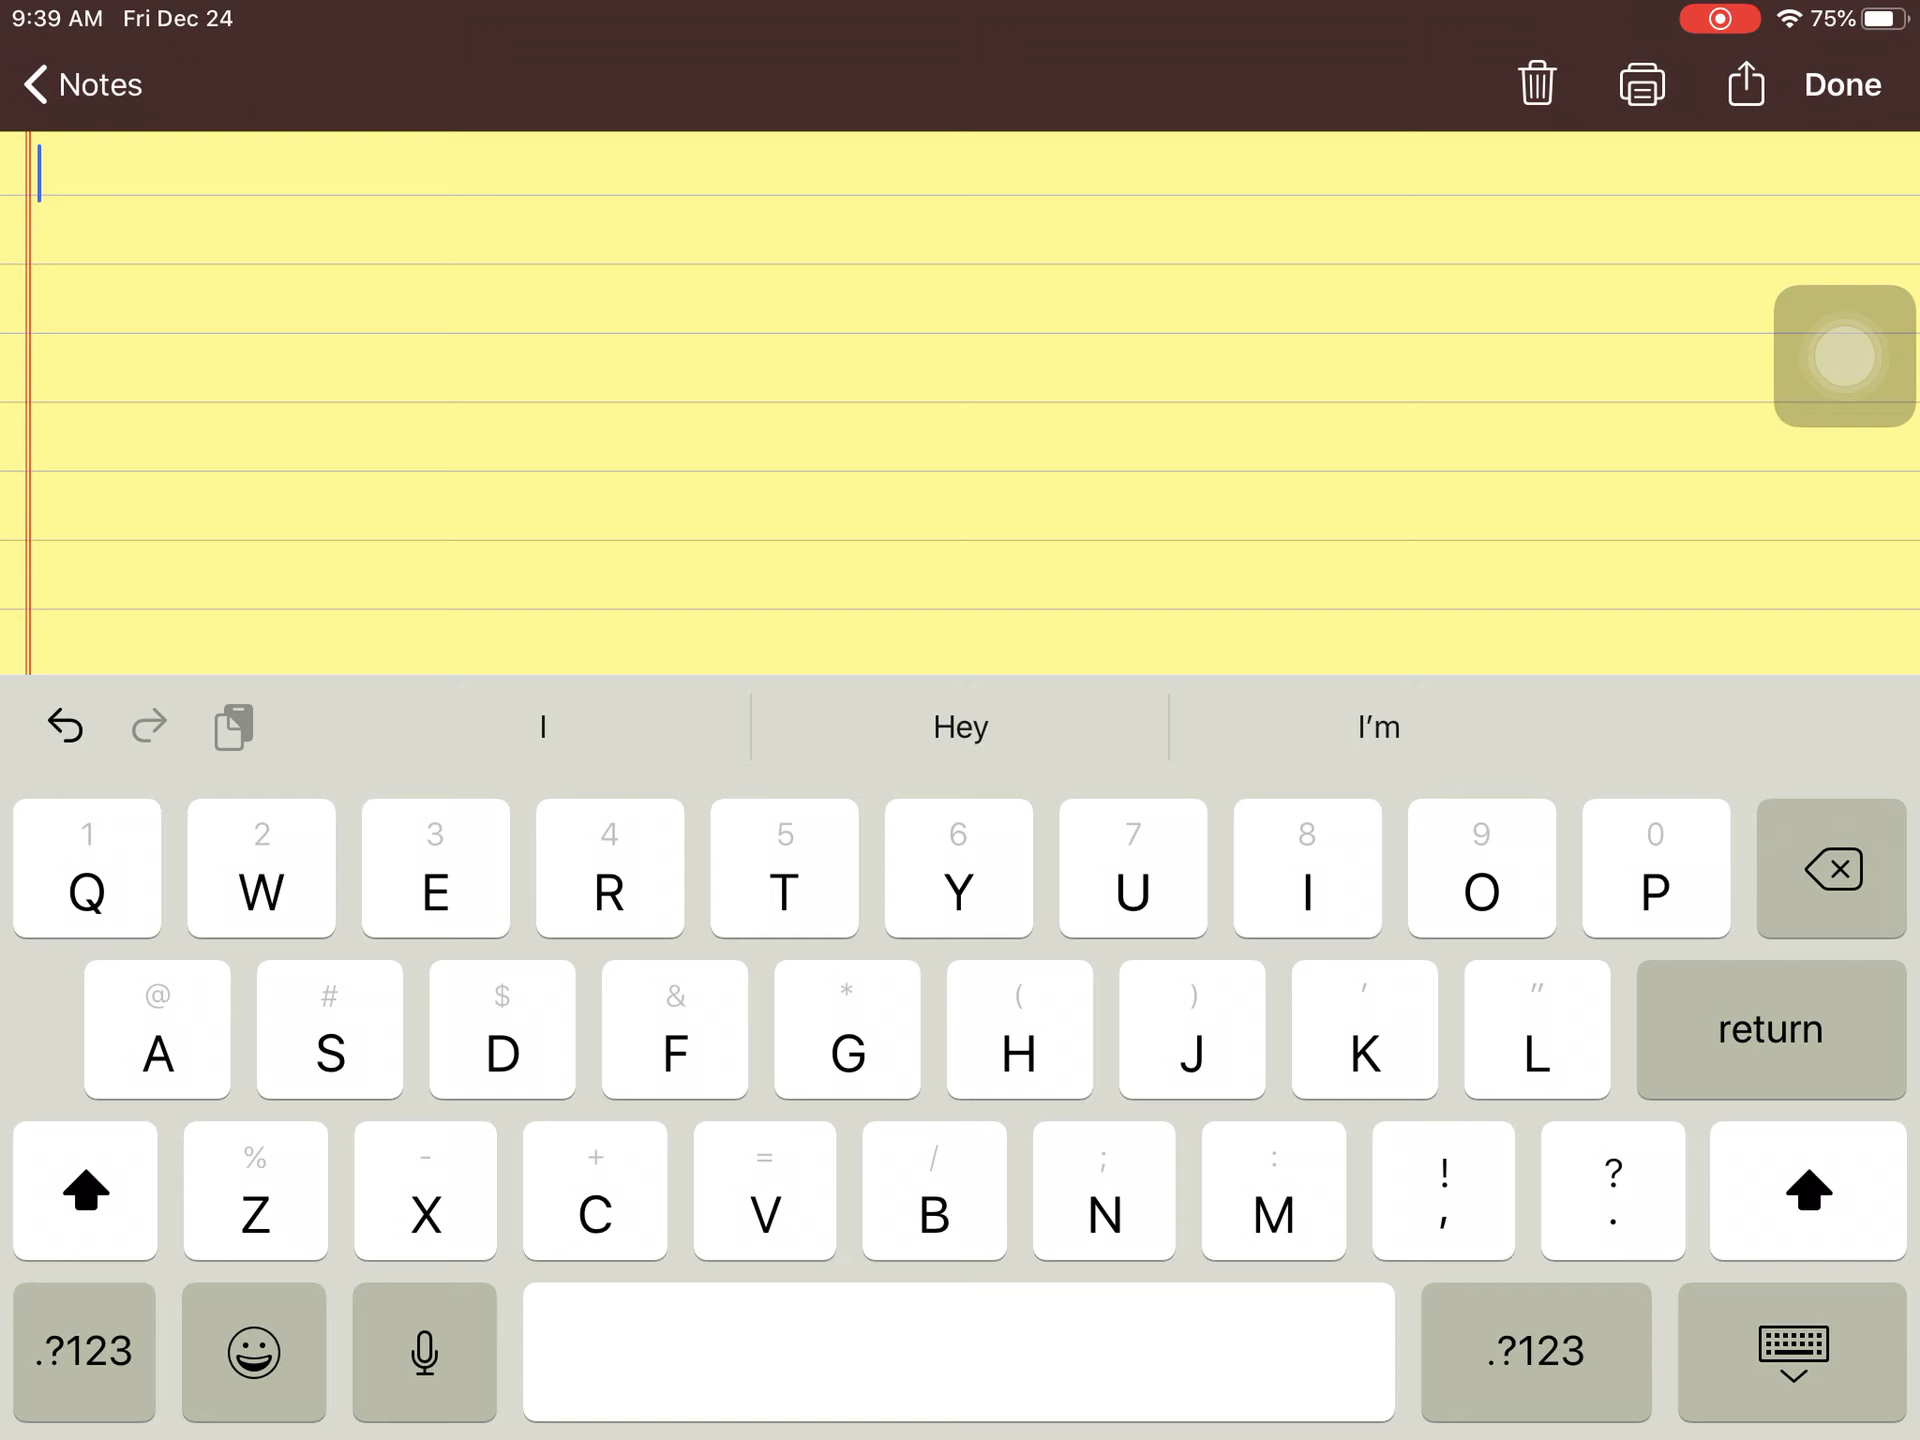 9:39 AM Fri Dec 24 75%
Notes Done
I Hey I'm
1 2 3 4 5 6 7 8 9 0
Q W E R T Y U I O P
@ # $ & * ( ) ' "
A S D F G H J K L return
% - + = / ; : ! ?
Z X C V B N M , .
.?123 .?123